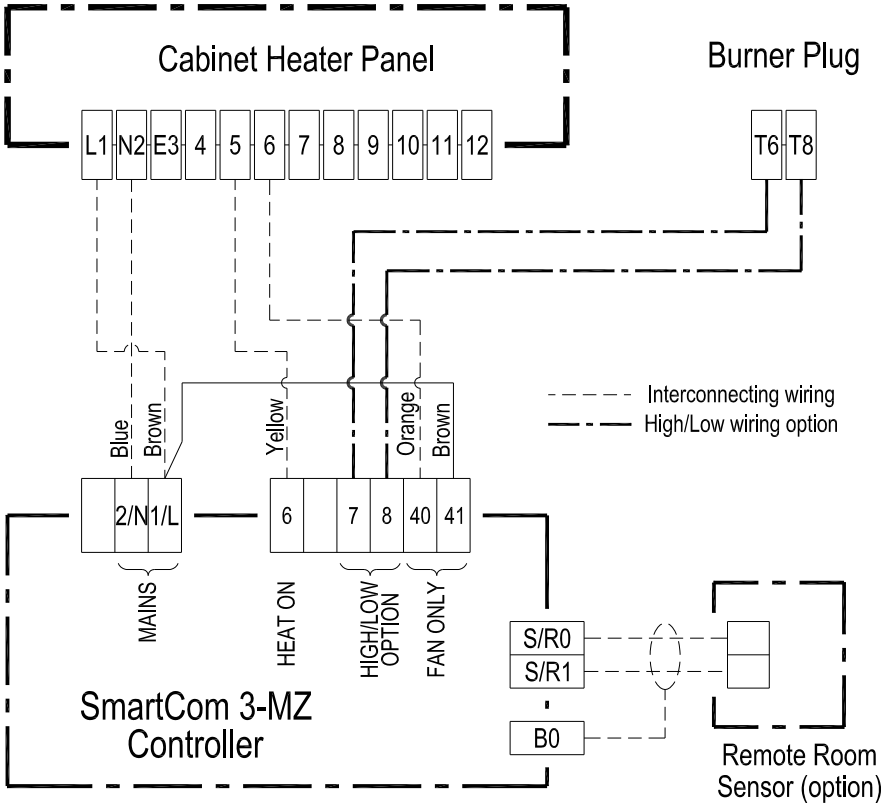 Cabinet Heater Panel
Burner Plug
L1 N2 E3 4 5 6 7 8 9 10 11 12
T6 T8
Interconnecting wiring
High/Low wiring option
Blue
Brown
Yellow
Orange
Brown
2/N 1/L
6 7 8 40 41
MAINS
HEAT ON
HIGH/LOW
OPTION
FAN ONLY
S/R0
S/R1
B0
SmartCom 3-MZ
Controller
Remote Room
Sensor (option)